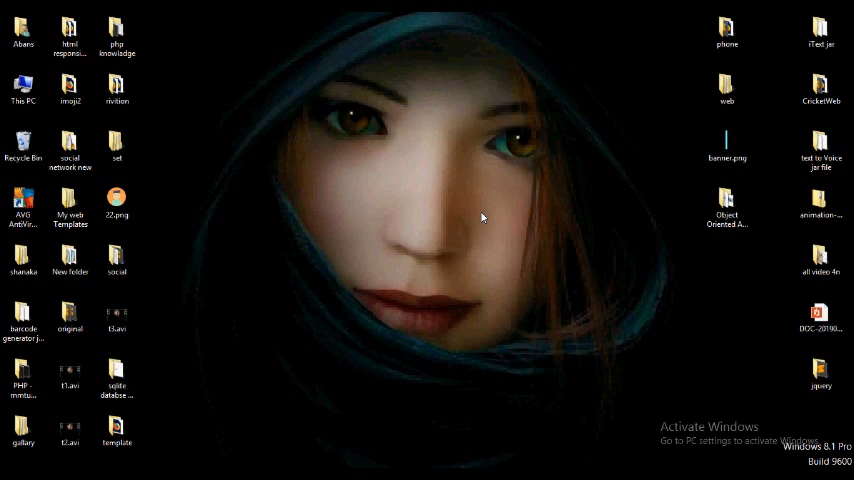 Abans
html
responsi...
php
knowladge
This PC
imoji2
rivition
Recycle Bin
social
network new
set
AVG
AntiVir...
My web
Templates
22.png
shanaka
New folder
social
barcode
generator j...
original
t3.avi
PHP -
mmtu...
t1.avi
sqlite
databse ...
gallary
t2.avi
template
phone
iText jar
web
CricketWeb
banner.png
text to Voice
jar file
Object
Oriented A...
animation-...
all video 4n
DOC-20190...
jquery
Activate Windows
Go to PC settings to activate Windows.
Windows 8.1 Pro
Build 9600